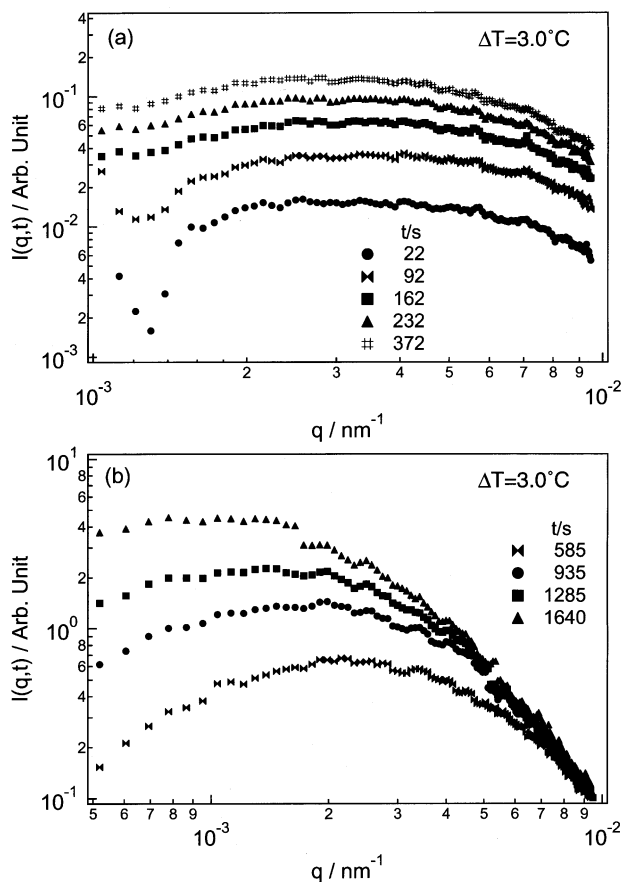 (a)
ΔT=3.0˚C
4
2
10⁻¹
8
6
4
2
10⁻²
8
6
4
2
10⁻³
I(q,t) / Arb. Unit
t/s
22
92
162
232
372
10⁻³ 2 3 4 5 6 7 8 9 10⁻²
q / nm⁻¹
(b)
ΔT=3.0˚C
10¹
8
6
4
2
10⁰
8
6
4
2
10⁻¹
I(q,t) / Arb. Unit
t/s
585
935
1285
1640
5 6 7 8 9 10⁻³ 2 3 4 5 6 7 8 9 10⁻²
q / nm⁻¹